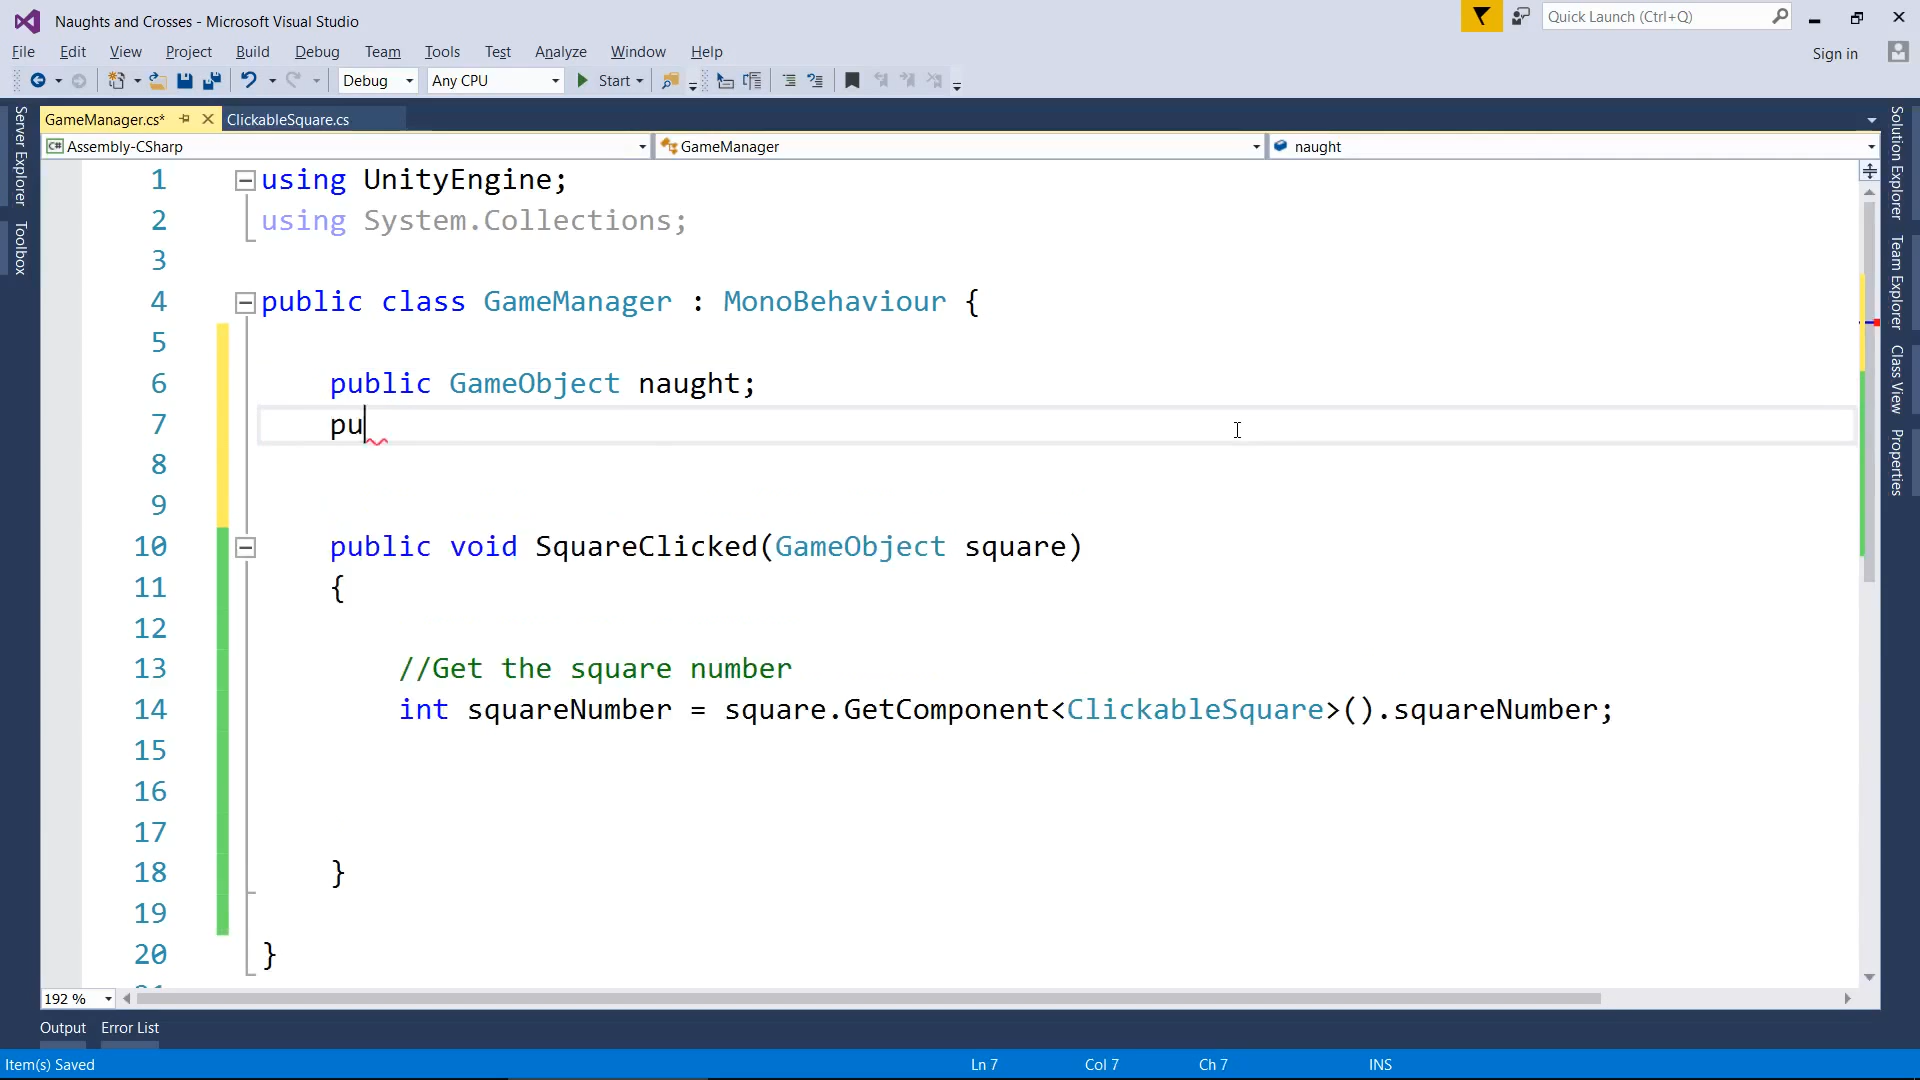 Naughts and Crosses - Microsoft Visual Studio
Quick Launch (Ctrl+Q)
File Edit View Project Build Debug Team Tools Test Analyze Window Help
Sign in
Debug Any CPU Start
GameManager.cs* ClickableSquare.cs
Assembly-CSharp GameManager naught
Server Explorer
Toolbox
Solution Explorer
Team Explorer
Class View
Properties
1 using UnityEngine;
2 using System.Collections;
3
4 public class GameManager : MonoBehaviour {
5
6 public GameObject naught;
7 pu
8
9
10 public void SquareClicked(GameObject square)
11 {
12
13 //Get the square number
14 int squareNumber = square.GetComponent<ClickableSquare>().squareNumber;
15
16
17
18 }
19
20 }
192 %
Output Error List
Item(s) Saved Ln 7 Col 7 Ch 7 INS